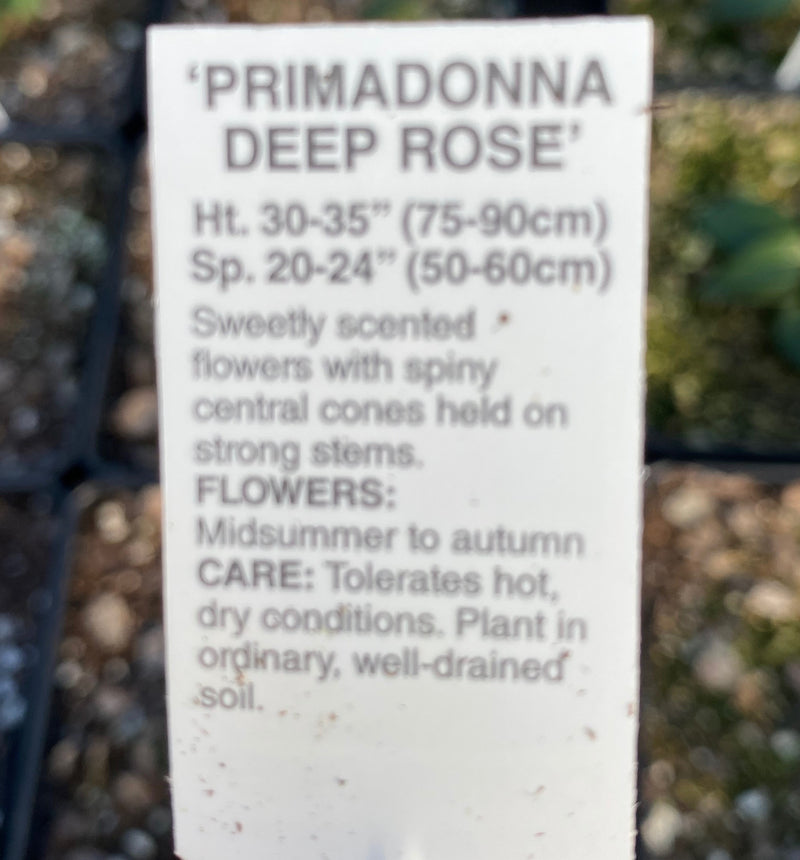 ‘PRIMADONNA
DEEP ROSE’
Ht. 30-35” (75-90cm)
Sp. 20-24” (50-60cm)
Sweetly scented
flowers with spiny
central cones held on
strong stems.
FLOWERS:
Midsummer to autumn
CARE: Tolerates hot,
dry conditions. Plant in
ordinary, well-drained
soil.